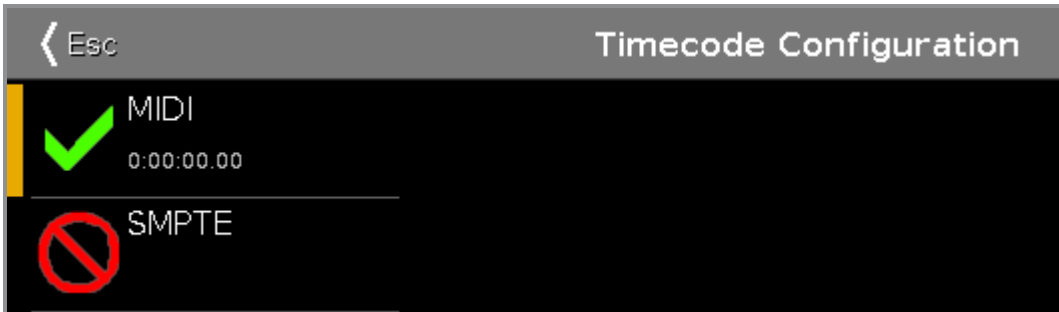 Esc
Timecode Configuration
MIDI
0:00:00.00
SMPTE